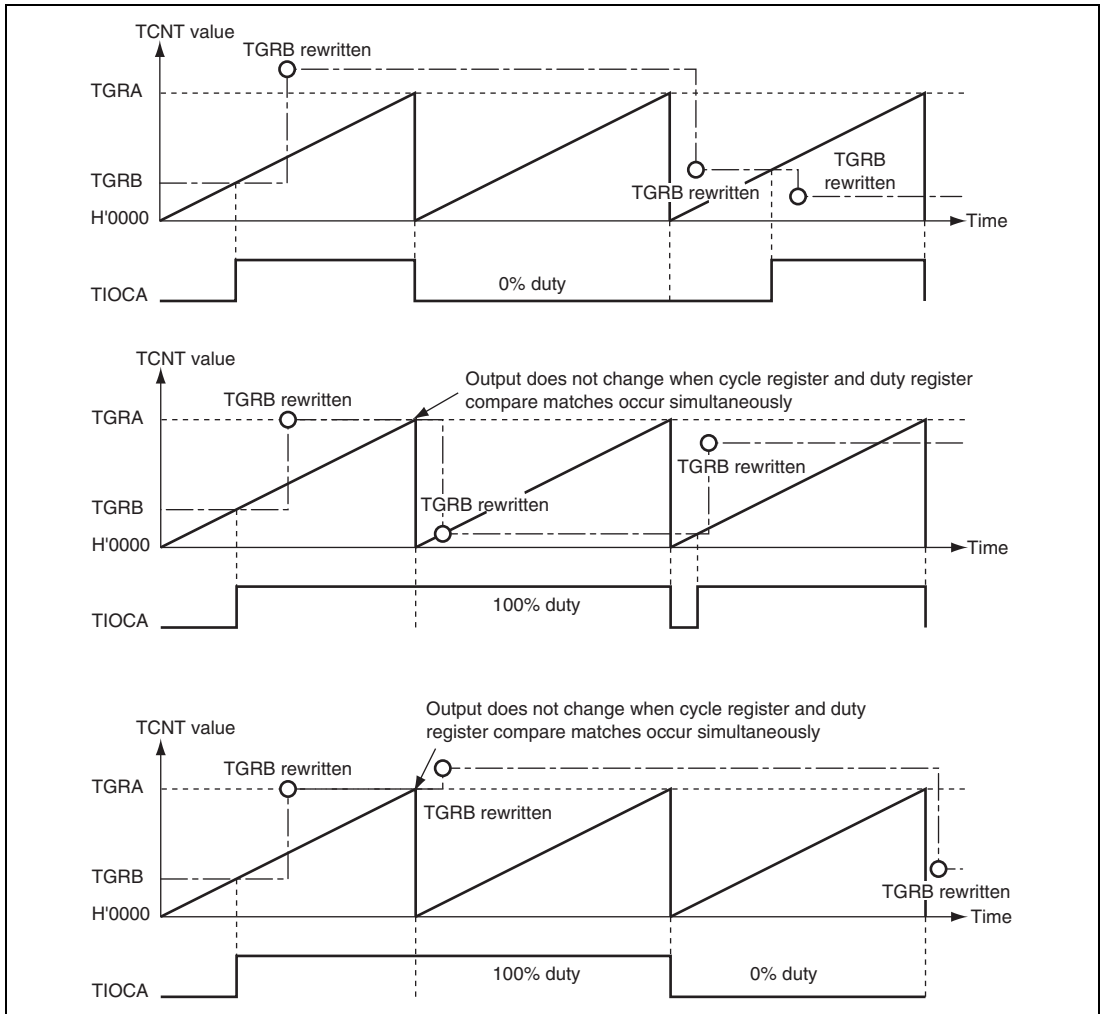 TCNT value
TGRB rewritten
TGRA
TGRB
rewritten
TGRB
TGRB rewritten
H'0000
Time
0% duty
TIOCA
TCNT value
Output does not change when cycle register and duty register
compare matches occur simultaneously
TGRB rewritten
TGRA
TGRB rewritten
TGRB
TGRB rewritten
H'0000
Time
100% duty
TIOCA
Output does not change when cycle register and duty
register compare matches occur simultaneously
TCNT value
TGRB rewritten
TGRA
TGRB rewritten
TGRB
TGRB rewritten
H'0000
Time
100% duty
0% duty
TIOCA